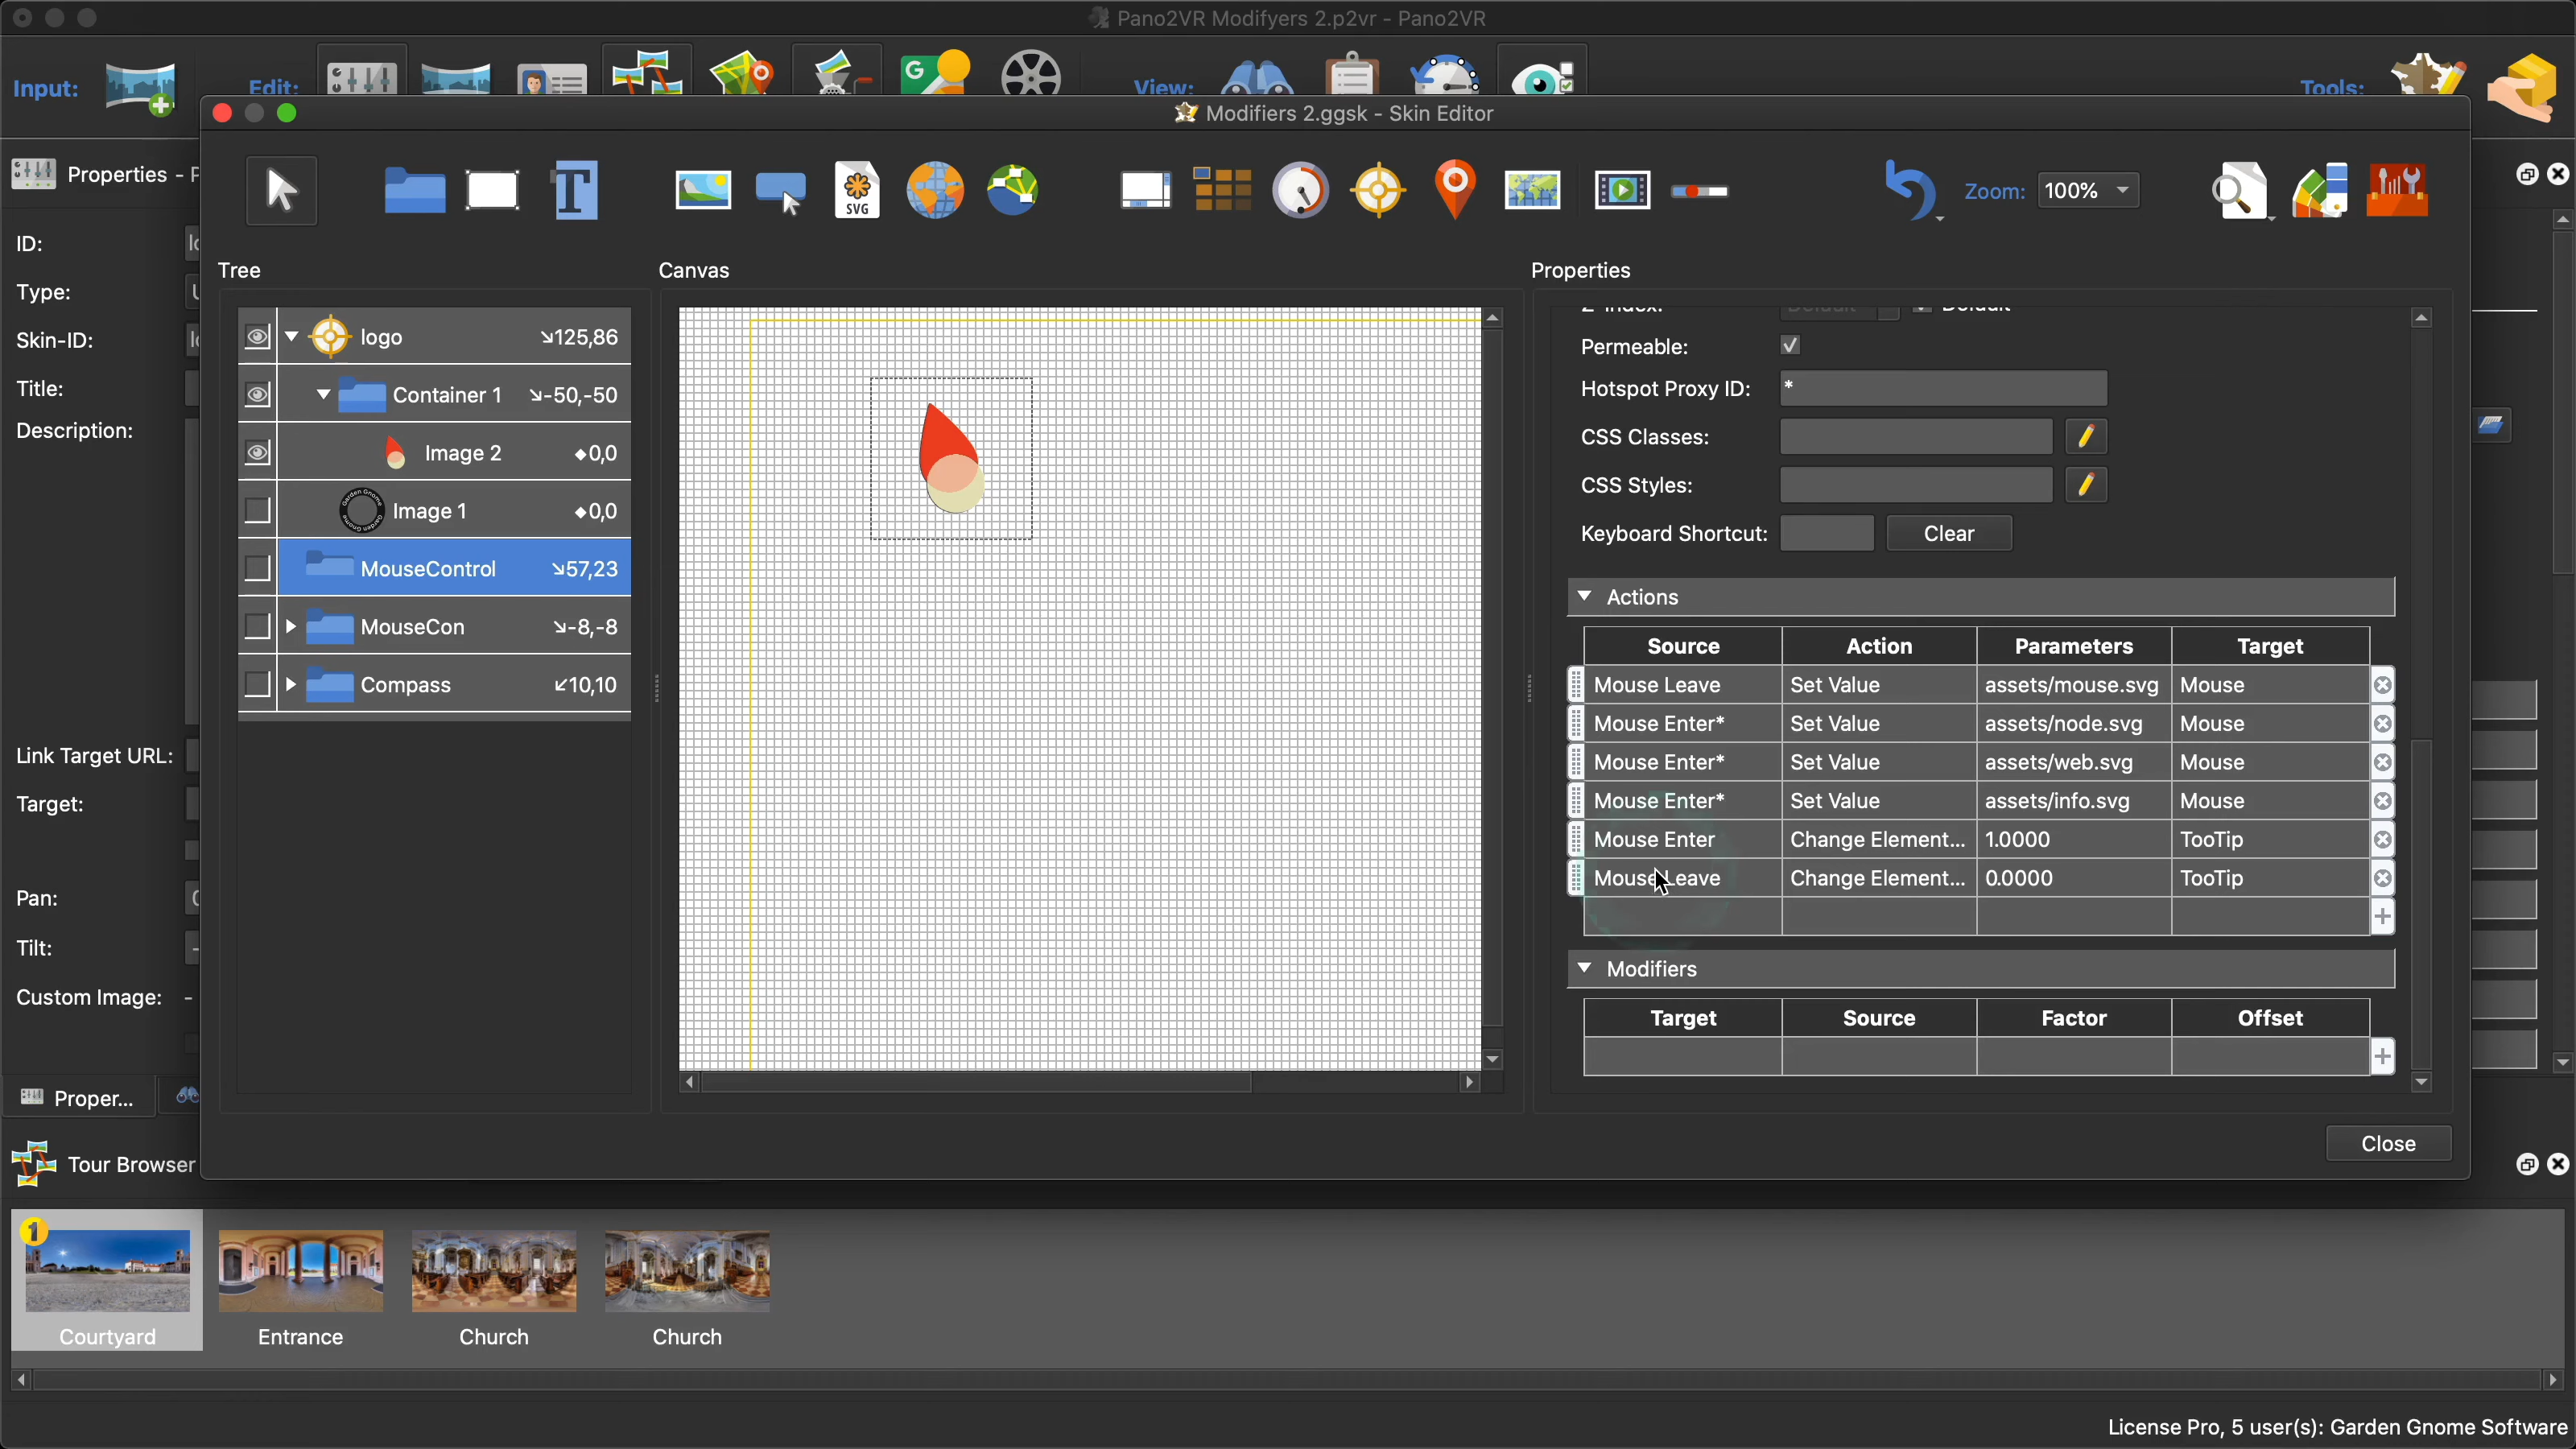 Pano2VR Modifyers 2.p2vr - Pano2VR
Input:
Edit:
View:
Tools:
Modifiers 2.ggsk - Skin Editor
Properties - P
SVG
Zoom: 100%
Tree
Canvas
Properties
ID:
Type:
Skin-ID:
Title:
Description:
Link Target URL:
Target:
Pan:
Tilt:
Custom Image: -
Proper...
logo 125,86
Container 1 -50,-50
Image 2 0,0
Garden Gnome Garden Gnome
Image 1 0,0
MouseControl 57,23
MouseCon -8,-8
Compass 10,10
Default
Permeable:
Hotspot Proxy ID: *
CSS Classes:
CSS Styles:
Keyboard Shortcut: Clear
Actions
Source Action Parameters Target
Mouse Leave Set Value assets/mouse.svg Mouse
Mouse Enter* Set Value assets/node.svg Mouse
Mouse Enter* Set Value assets/web.svg Mouse
Mouse Enter* Set Value assets/info.svg Mouse
Mouse Enter Change Element... 1.0000 TooTip
Mouse Leave Change Element... 0.0000 TooTip
Modifiers
Target Source Factor Offset
Close
Tour Browser
1
Courtyard
Entrance
Church
Church
License Pro, 5 user(s): Garden Gnome Software